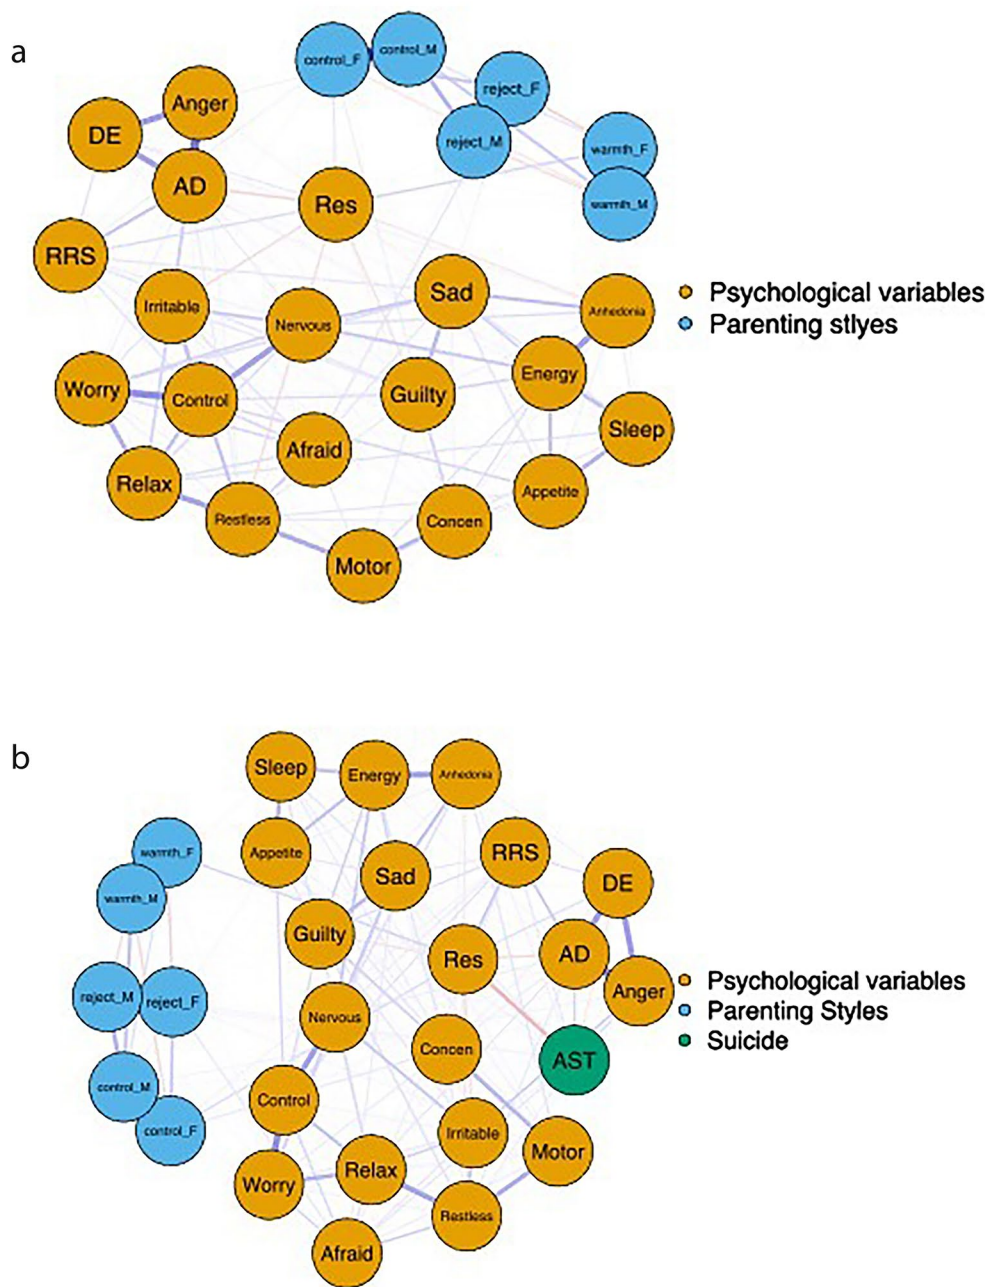 a
control_F
control_M
reject_F
reject_M
warmth_F
warmth_M
Anger
DE
AD
Res
RRS
Irritable
Nervous
Sad
Anhedonia
Psychological variables
Parenting stlyes
Worry
Control
Guilty
Energy
Sleep
Afraid
Relax
Restless
Concen
Appetite
Motor
b
Sleep
Energy
Anhedonia
warmth_F
Appetite
Sad
RRS
DE
warmth_M
Guilty
Res
AD
Anger
reject_M
reject_F
Nervous
Concen
AST
Psychological variables
Parenting Styles
Suicide
control_M
control_F
Control
Irritable
Motor
Worry
Relax
Restless
Afraid